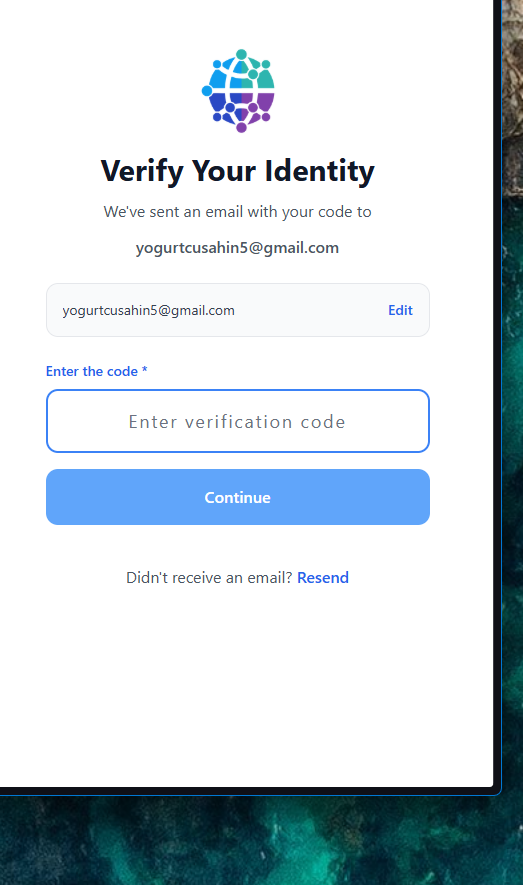 Verify Your Identity
We've sent an email with your code to
yogurtcusahin5@gmail.com
yogurtcusahin5@gmail.com Edit
Enter the code *
Enter verification code
Continue
Didn't receive an email? Resend